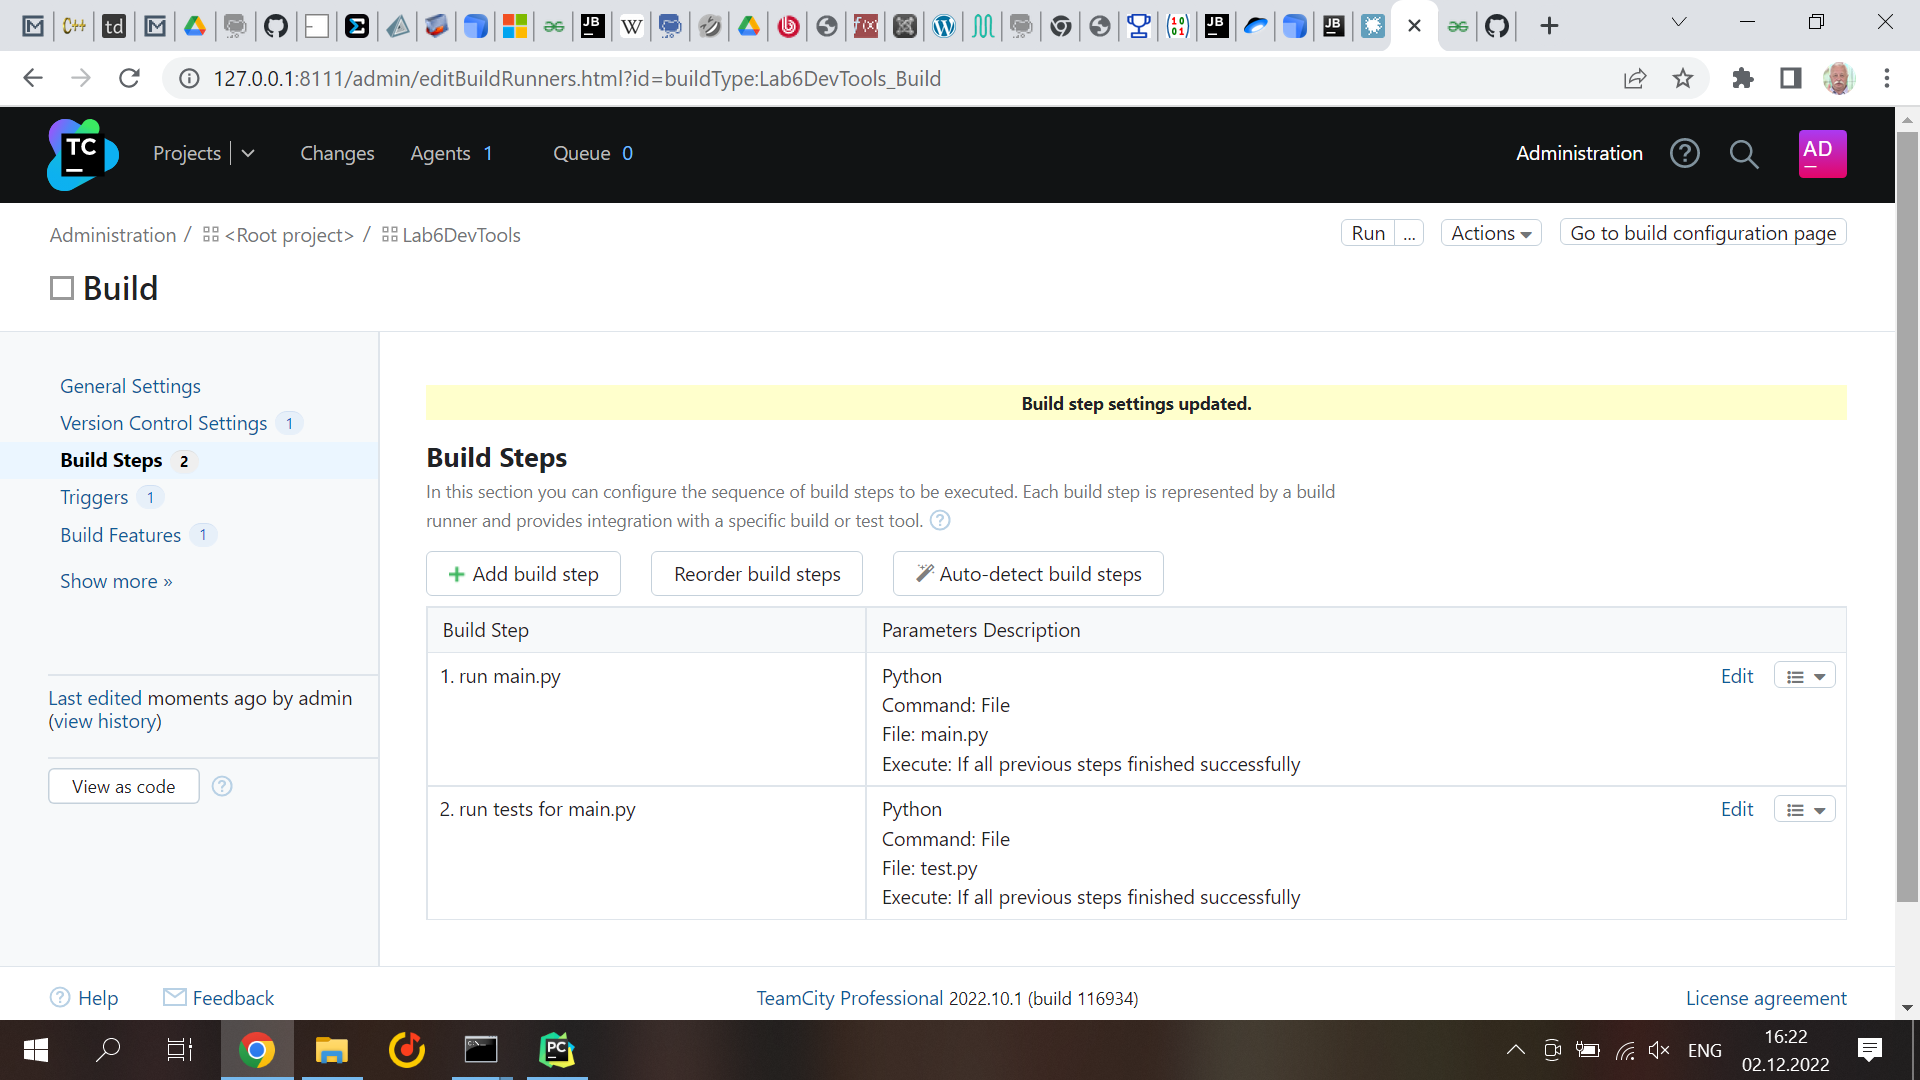 127.0.0.1:8111/admin/editBuildRunners.html?id=buildType:Lab6DevTools_Build
TC
Projects
Changes
Agents 1
Queue 0
Administration
AD
Administration / <Root project> / Lab6DevTools
Run ...
Actions
Go to build configuration page
Build
General Settings
Version Control Settings 1
Build Steps 2
Triggers 1
Build Features 1
Show more »
Last edited moments ago by admin
(view history)
View as code
Build step settings updated.
Build Steps
In this section you can configure the sequence of build steps to be executed. Each build step is represented by a build
runner and provides integration with a specific build or test tool.
Add build step
Reorder build steps
Auto-detect build steps
Build Step
Parameters Description
1. run main.py
Python
Command: File
File: main.py
Execute: If all previous steps finished successfully
Edit
2. run tests for main.py
Python
Command: File
File: test.py
Execute: If all previous steps finished successfully
Edit
Help
Feedback
TeamCity Professional 2022.10.1 (build 116934)
License agreement
PC
ENG
16:22
02.12.2022